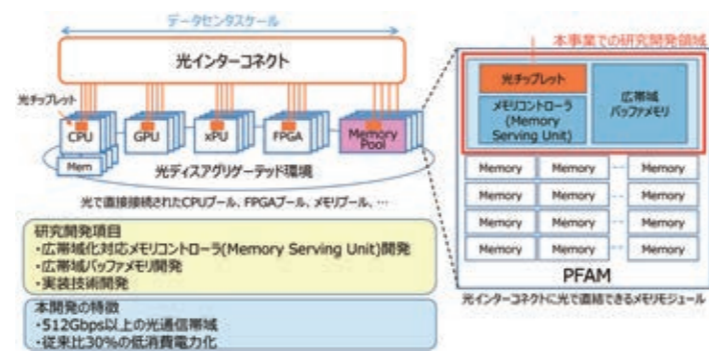 データセンタスケール
光インターコネクト
光チップレット
CPU
GPU
xPU
FPGA
Memory
Pool
Mem
光ディスアグリゲーテッド環境
光で直接接続されたCPUプール、FPGAプール、メモリプール、…
研究開発項目
・広帯域化対応メモリコントローラ(Memory Serving Unit)開発
・広帯域バッファメモリ開発
・実装技術開発
本開発の特徴
・512Gbps以上の光通信帯域
・従来比30%の低消費電力化
本事業での研究開発領域
光チップレット
メモリコントローラ
(Memory
Serving Unit)
広帯域
バッファメモリ
Memory Memory ... Memory
Memory Memory ... Memory
Memory Memory ... Memory
Memory Memory ... Memory
PFAM
光インターコネクトに光で直結できるメモリモジュール